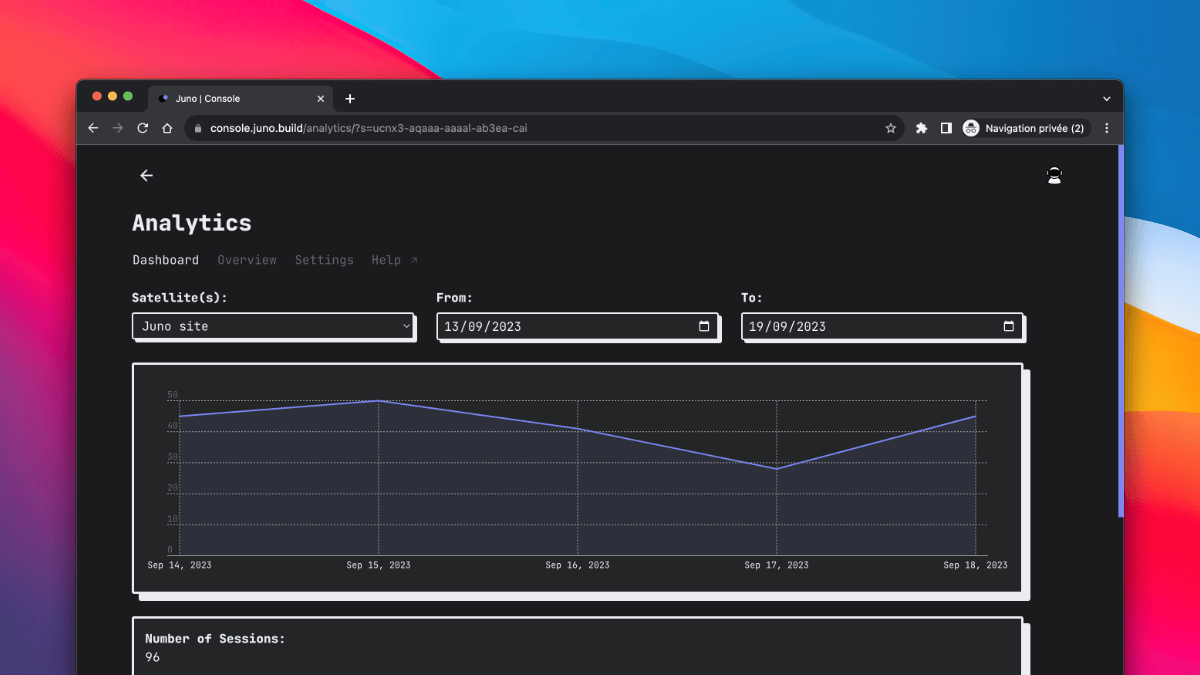 Juno | Console
console.juno.build/analytics/?s=ucnx3-aqaaa-aaaal-ab3ea-cai
Navigation privée (2)
Analytics
Dashboard Overview Settings Help
Satellite(s): From: To:
Juno site 13/09/2023 19/09/2023
50
40
30
20
10
0
Sep 14, 2023 Sep 15, 2023 Sep 16, 2023 Sep 17, 2023 Sep 18, 2023
Number of Sessions:
96